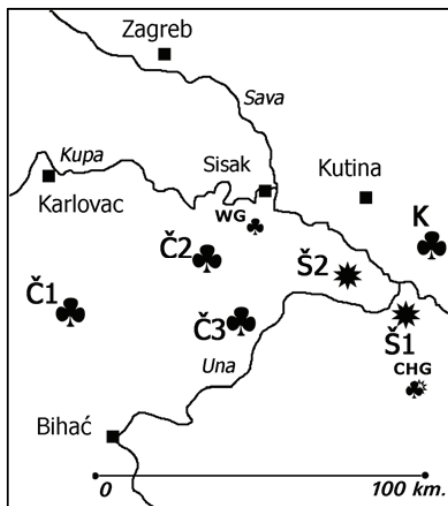 Zagreb
Sava
Kupa
Sisak
Kutina
Karlovac
WG
K
Č2
Š2
Č1
Č3
Š1
Una
CHG
Bihać
0
100 km.